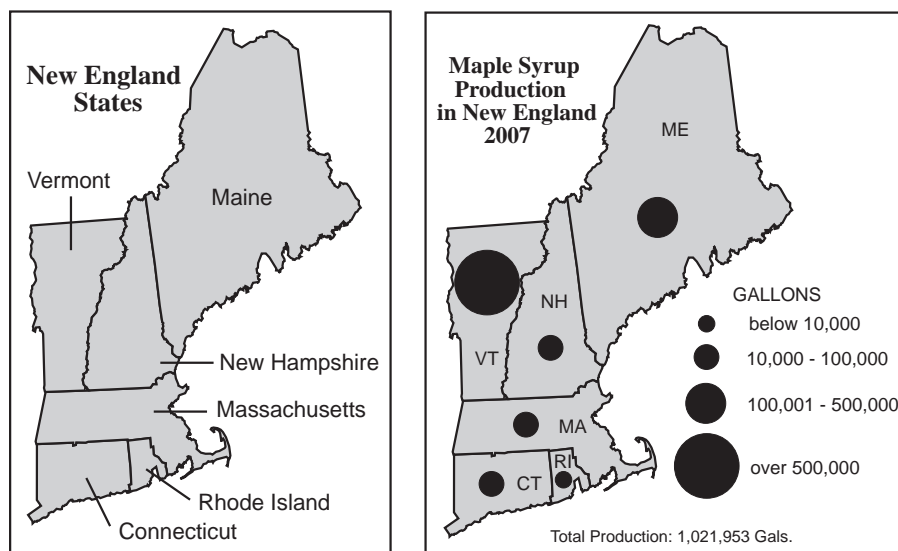 New England
States
Vermont
Maine
New Hampshire
Massachusetts
Rhode Island
Connecticut
Maple Syrup
Production
in New England
2007
ME
NH
VT
MA
RI
CT
GALLONS
below 10,000
10,000 - 100,000
100,001 - 500,000
over 500,000
Total Production: 1,021,953 Gals.